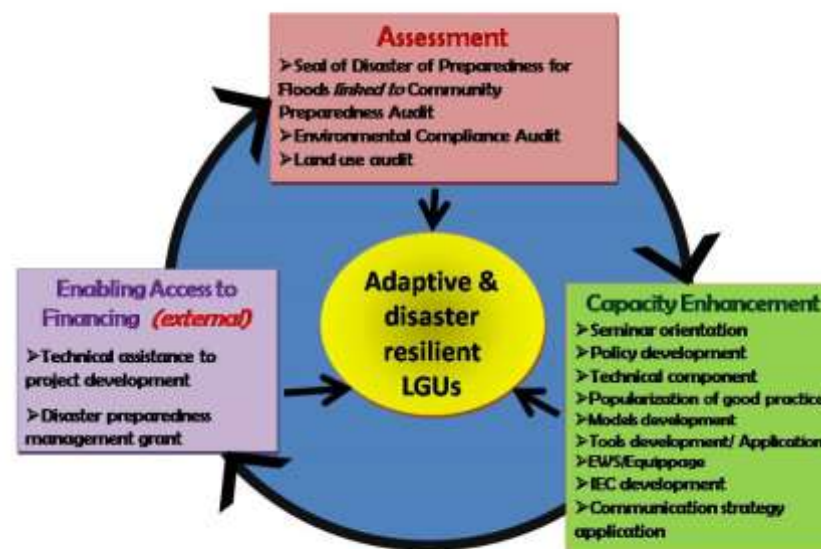 Assessment
➢Seal of Disaster of Preparedness for
Floods linked to Community
Preparedness Audit
➢Environmental Compliance Audit
➢Land use audit
Adaptive &
disaster
resilient
LGUs
Enabling Access to
Financing (external)
➢Technical assistance to
project development
➢Disaster preparedness
management grant
Capacity Enhancement
➢Seminar orientation
➢Policy development
➢Technical component
➢Popularization of good practice
➢Models development
➢Tools development/ Application
➢EWS/Equippage
➢IEC development
➢Communication strategy
application